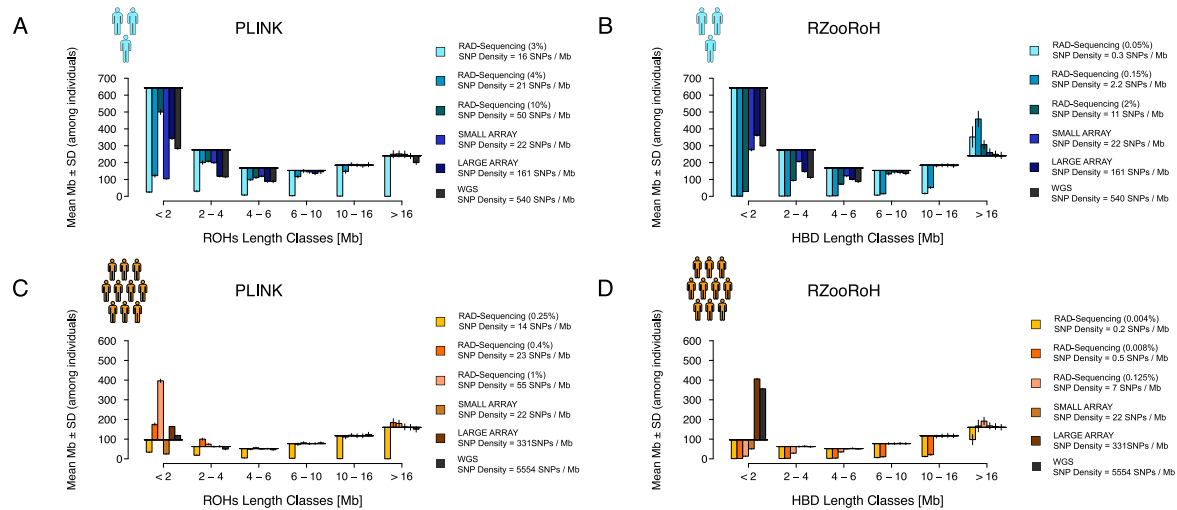 A
PLINK
Mean Mb ± SD (among individuals)
700
600
500
400
300
200
100
0
< 2
2 – 4
4 – 6
6 – 10
10 – 16
> 16
ROHs Length Classes [Mb]
RAD-Sequencing (3%)
SNP Density = 16 SNPs / Mb
RAD-Sequencing (4%)
SNP Density = 21 SNPs / Mb
RAD-Sequencing (10%)
SNP Density = 50 SNPs / Mb
SMALL ARRAY
SNP Density = 22 SNPs / Mb
LARGE ARRAY
SNP Density = 161 SNPs / Mb
WGS
SNP Density = 540 SNPs / Mb
B
RZooRoH
Mean Mb ± SD (among individuals)
700
600
500
400
300
200
100
0
< 2
2 – 4
4 – 6
6 – 10
10 – 16
> 16
HBD Length Classes [Mb]
RAD-Sequencing (0.05%)
SNP Density = 0.3 SNPs / Mb
RAD-Sequencing (0.15%)
SNP Density = 2.2 SNPs / Mb
RAD-Sequencing (2%)
SNP Density = 11 SNPs / Mb
SMALL ARRAY
SNP Density = 22 SNPs / Mb
LARGE ARRAY
SNP Density = 161 SNPs / Mb
WGS
SNP Density = 540 SNPs / Mb
C
PLINK
Mean Mb ± SD (among individuals)
600
500
400
300
200
100
0
< 2
2 – 4
4 – 6
6 – 10
10 – 16
> 16
ROHs Length Classes [Mb]
RAD-Sequencing (0.25%)
SNP Density = 14 SNPs / Mb
RAD-Sequencing (0.4%)
SNP Density = 23 SNPs / Mb
RAD-Sequencing (1%)
SNP Density = 55 SNPs / Mb
SMALL ARRAY
SNP Density = 22 SNPs / Mb
LARGE ARRAY
SNP Density = 331SNPs / Mb
WGS
SNP Density = 5554 SNPs / Mb
D
RZooRoH
Mean Mb ± SD (among individuals)
600
500
400
300
200
100
0
< 2
2 – 4
4 – 6
6 – 10
10 – 16
> 16
HBD Length Classes [Mb]
RAD-Sequencing (0.004%)
SNP Density = 0.2 SNPs / Mb
RAD-Sequencing (0.008%)
SNP Density = 0.5 SNPs / Mb
RAD-Sequencing (0.125%)
SNP Density = 7 SNPs / Mb
SMALL ARRAY
SNP Density = 22 SNPs / Mb
LARGE ARRAY
SNP Density = 331SNPs / Mb
WGS
SNP Density = 5554 SNPs / Mb